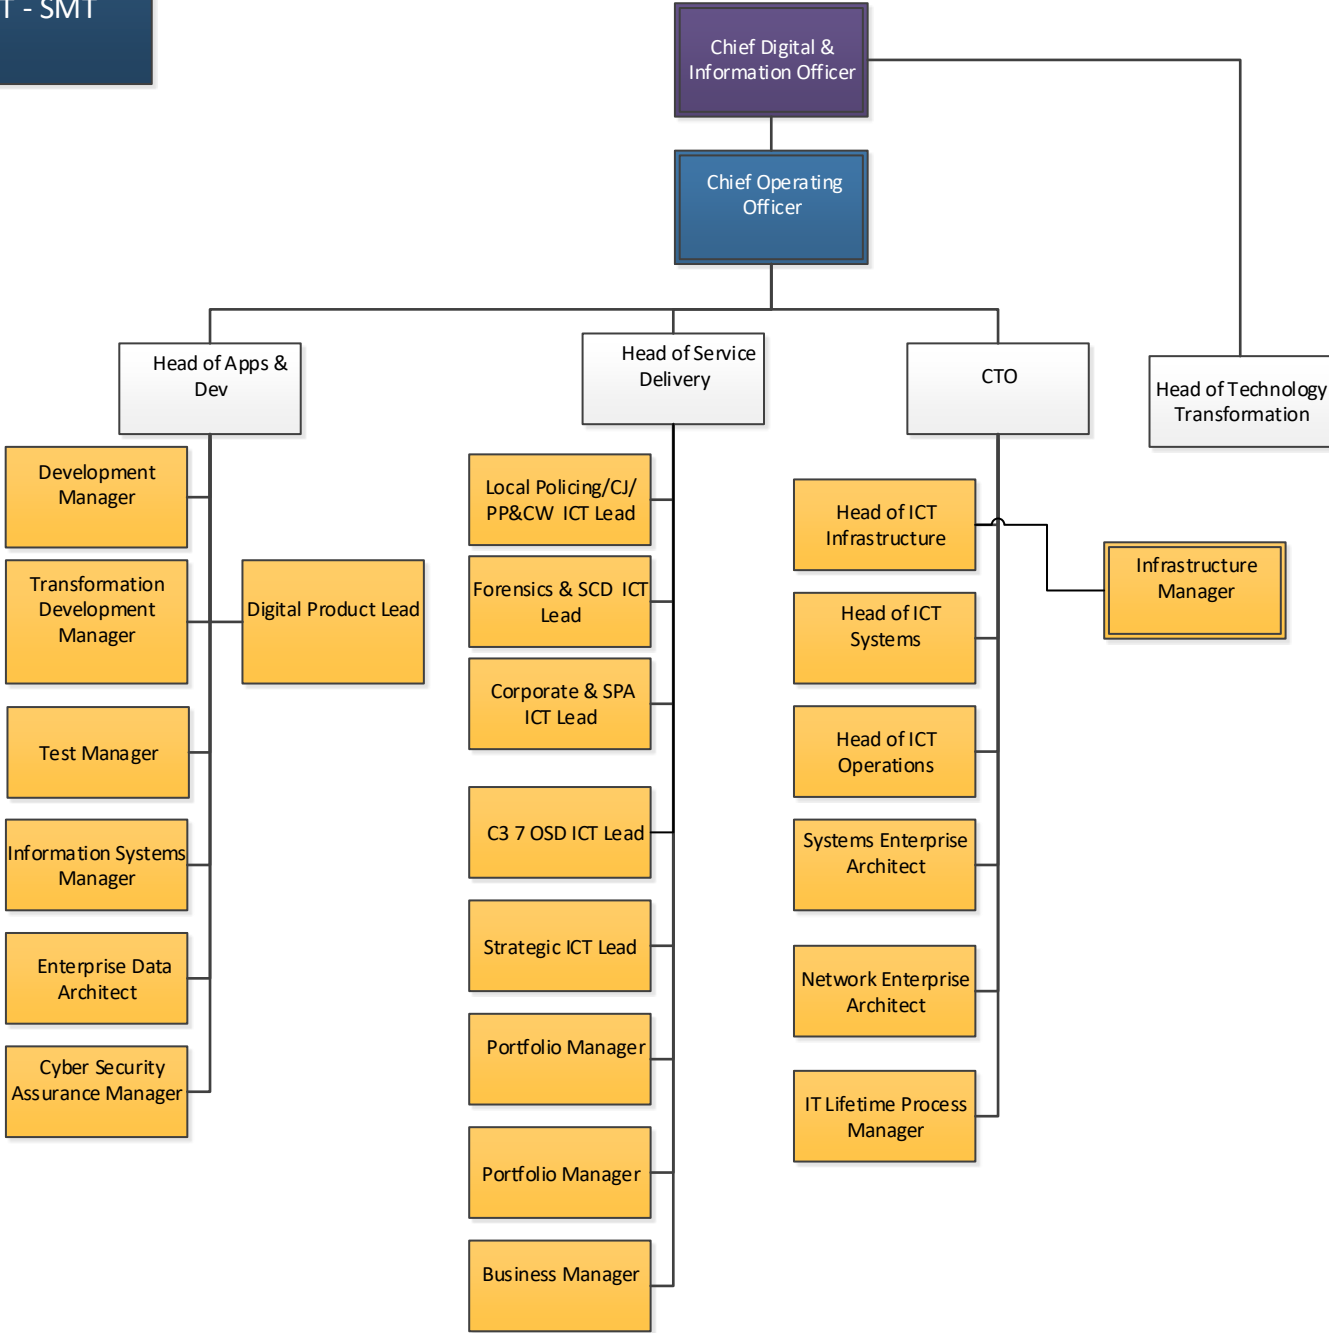 T - SMT
Chief Digital &
Information Officer
Chief Operating
Officer
Head of Apps &
Dev
Head of Service
Delivery
CTO
Head of Technology
Transformation
Development
Manager
Transformation
Development
Manager
Digital Product Lead
Test Manager
Information Systems
Manager
Enterprise Data
Architect
Cyber Security
Assurance Manager
Local Policing/CJ/
PP&CW ICT Lead
Forensics & SCD ICT
Lead
Corporate & SPA
ICT Lead
C3 7 OSD ICT Lead
Strategic ICT Lead
Portfolio Manager
Portfolio Manager
Business Manager
Head of ICT
Infrastructure
Infrastructure
Manager
Head of ICT
Systems
Head of ICT
Operations
Systems Enterprise
Architect
Network Enterprise
Architect
IT Lifetime Process
Manager